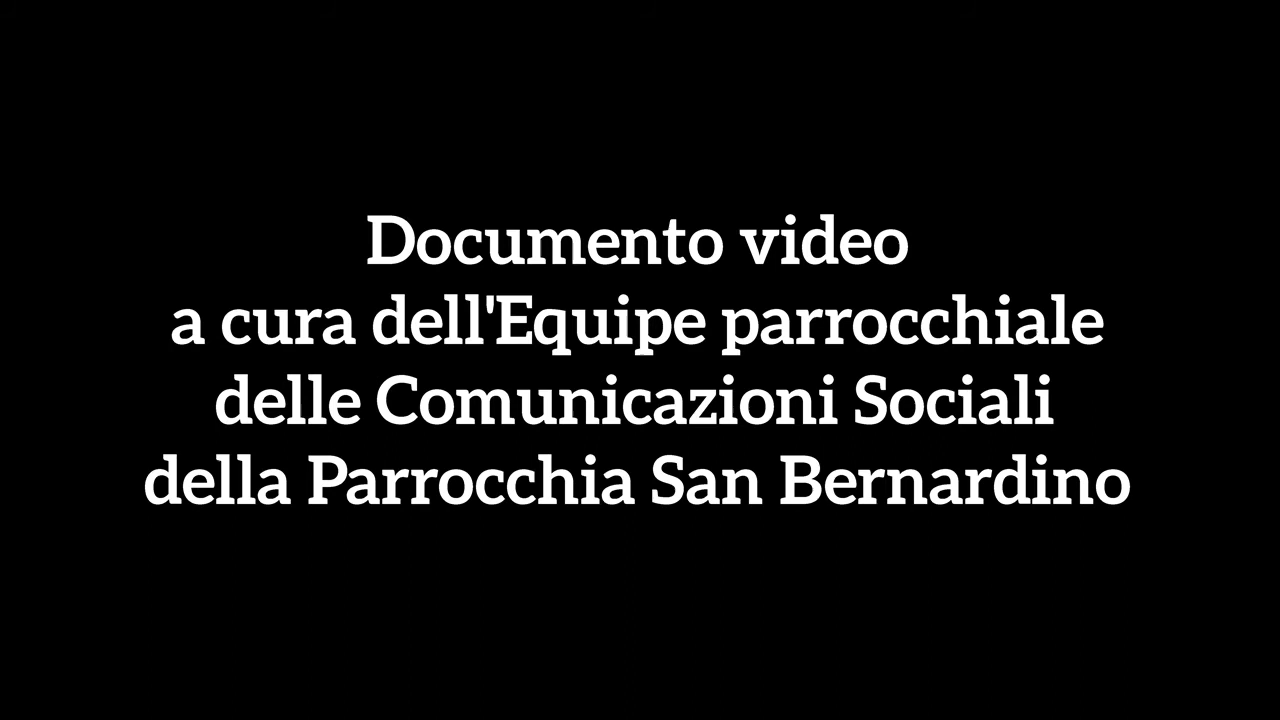 Documento video
a cura dell'Equipe parrocchiale
delle Comunicazioni Sociali
della Parrocchia San Bernardino